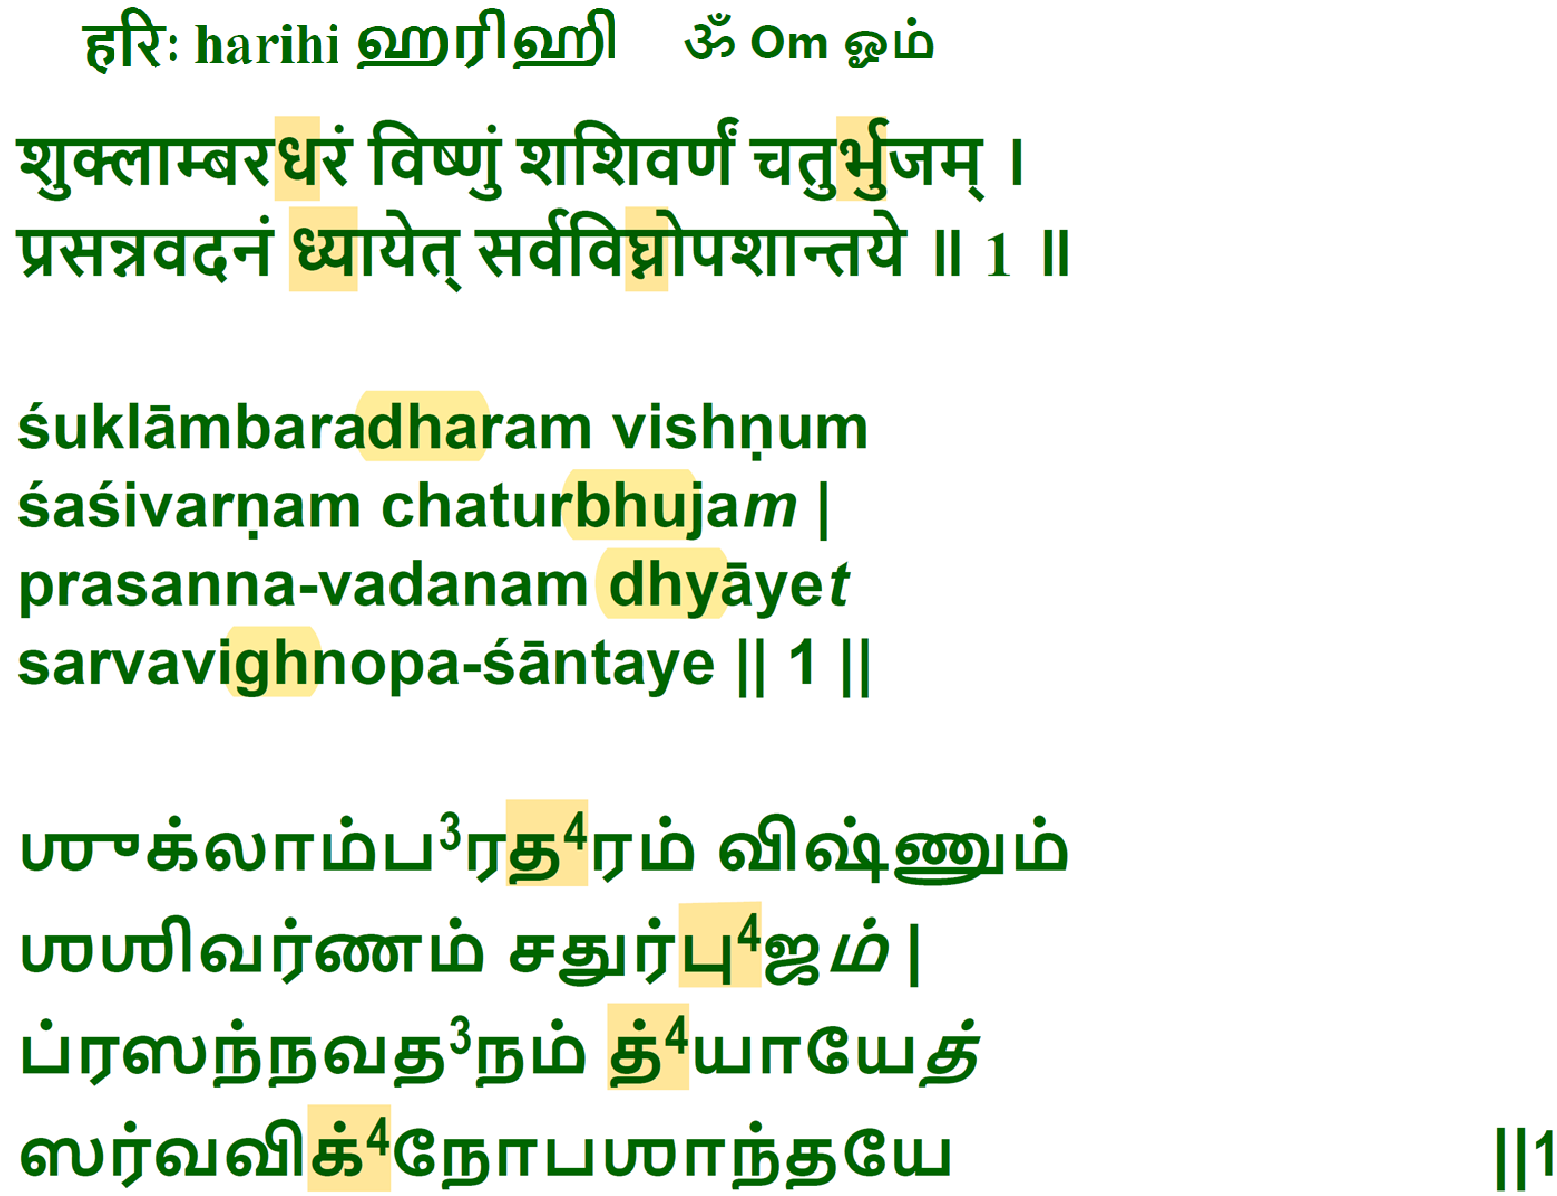 हरिः harihi ஹரிஹி ॐ Om ஓம்
शुक्लाम्बरधरं विष्णुं शशिवर्णं चतुर्भुजम् ।
प्रसन्नवदनं ध्यायेत् सर्वविघ्नोपशान्तये ॥ 1 ॥
śuklāmbaradharam vishṇum
śaśivarṇam chaturbhujam |
prasanna-vadanam dhyāyet
sarvavighnopa-śāntaye || 1 ||
ஶுக்லாம்ப³ரத⁴ரம் விஷ்ணும்
ஶஶிவர்ணம் சதுர்பு⁴ஜம் |
ப்ரஸந்நவத³நம் த்⁴யாயேத்
ஸர்வவிக்⁴நோபஶாந்தயே ||1